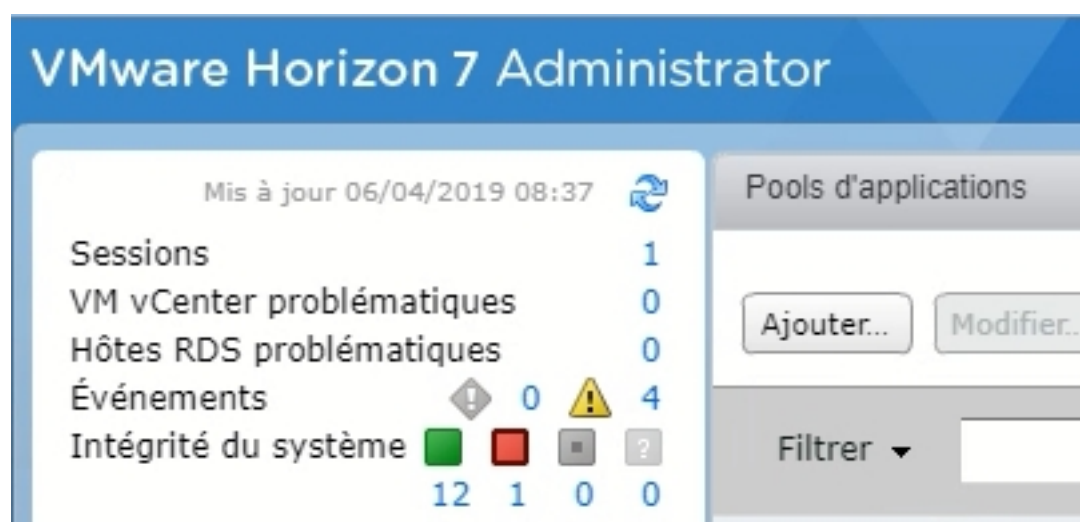 VMware Horizon 7 Administrator
Mis à jour 06/04/2019 08:37
Sessions 1
VM vCenter problématiques 0
Hôtes RDS problématiques 0
Événements 0 4
Intégrité du système ?
12 1 0 0
Pools d'applications
Ajouter... Modifier...
Filtrer